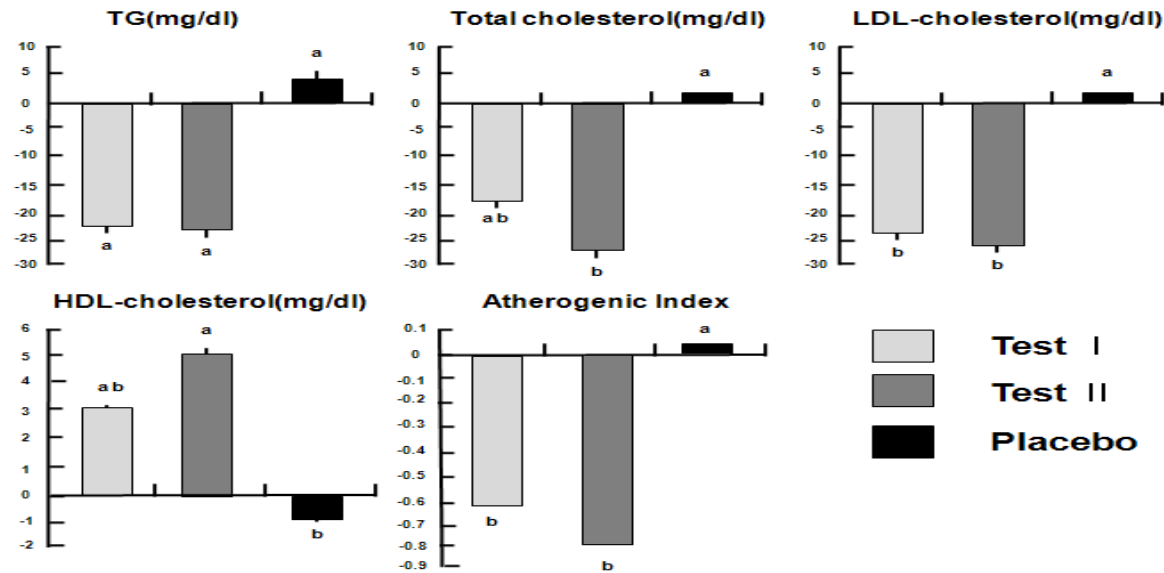 TG(mg/dl)
10
5
0
-5
-10
-15
-20
-25
-30
a
a
a
Total cholesterol(mg/dl)
10
5
0
-5
-10
-15
-20
-25
-30
a b
b
a
LDL-cholesterol(mg/dl)
10
5
0
-5
-10
-15
-20
-25
-30
b
b
a
HDL-cholesterol(mg/dl)
6
5
4
3
2
1
0
-1
-2
a b
a
b
Atherogenic Index
0.1
0
-0.1
-0.2
-0.3
-0.4
-0.5
-0.6
-0.7
-0.8
-0.9
b
b
a
Test I
Test II
Placebo